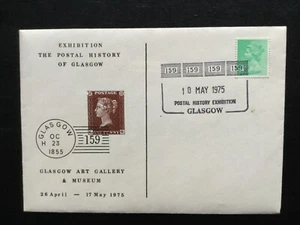 EXHIBITION
THE POSTAL HISTORY
OF GLASGOW
159 159 159 159
10 MAY 1975
POSTAL HISTORY EXHIBITION
GLASGOW
POSTAGE
GLASGOW
OC
H 23
1855
159
GLASGOW ART GALLERY
& MUSEUM
26 April — 17 May 1975